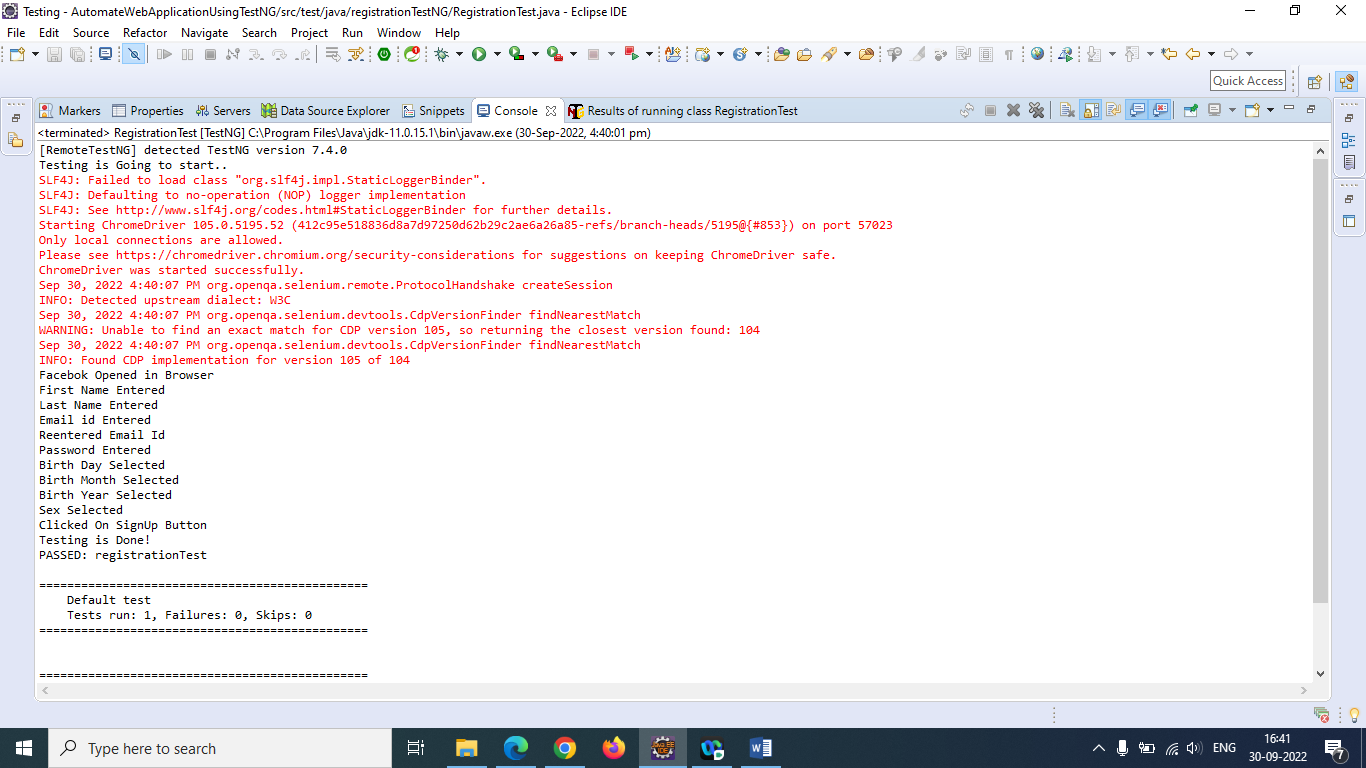 Testing - AutomateWebApplicationUsingTestNG/src/test/java/registrationTestNG/RegistrationTest.java - Eclipse IDE
File Edit Source Refactor Navigate Search Project Run Window Help
Quick Access
Markers Properties Servers Data Source Explorer Snippets Console Results of running class RegistrationTest
<terminated> RegistrationTest [TestNG] C:\Program Files\Java\jdk-11.0.15.1\bin\javaw.exe (30-Sep-2022, 4:40:01 pm)
[RemoteTestNG] detected TestNG version 7.4.0
Testing is Going to start..
SLF4J: Failed to load class "org.slf4j.impl.StaticLoggerBinder".
SLF4J: Defaulting to no-operation (NOP) logger implementation
SLF4J: See http://www.slf4j.org/codes.html#StaticLoggerBinder for further details.
Starting ChromeDriver 105.0.5195.52 (412c95e518836d8a7d97250d62b29c2ae6a26a85-refs/branch-heads/5195@{#853}) on port 57023
Only local connections are allowed.
Please see https://chromedriver.chromium.org/security-considerations for suggestions on keeping ChromeDriver safe.
ChromeDriver was started successfully.
Sep 30, 2022 4:40:07 PM org.openqa.selenium.remote.ProtocolHandshake createSession
INFO: Detected upstream dialect: W3C
Sep 30, 2022 4:40:07 PM org.openqa.selenium.devtools.CdpVersionFinder findNearestMatch
WARNING: Unable to find an exact match for CDP version 105, so returning the closest version found: 104
Sep 30, 2022 4:40:07 PM org.openqa.selenium.devtools.CdpVersionFinder findNearestMatch
INFO: Found CDP implementation for version 105 of 104
Facebok Opened in Browser
First Name Entered
Last Name Entered
Email id Entered
Reentered Email Id
Password Entered
Birth Day Selected
Birth Month Selected
Birth Year Selected
Sex Selected
Clicked On SignUp Button
Testing is Done!
PASSED: registrationTest
===============================================
Default test
Tests run: 1, Failures: 0, Skips: 0
===============================================
===============================================
Type here to search
ENG
16:41
30-09-2022
7